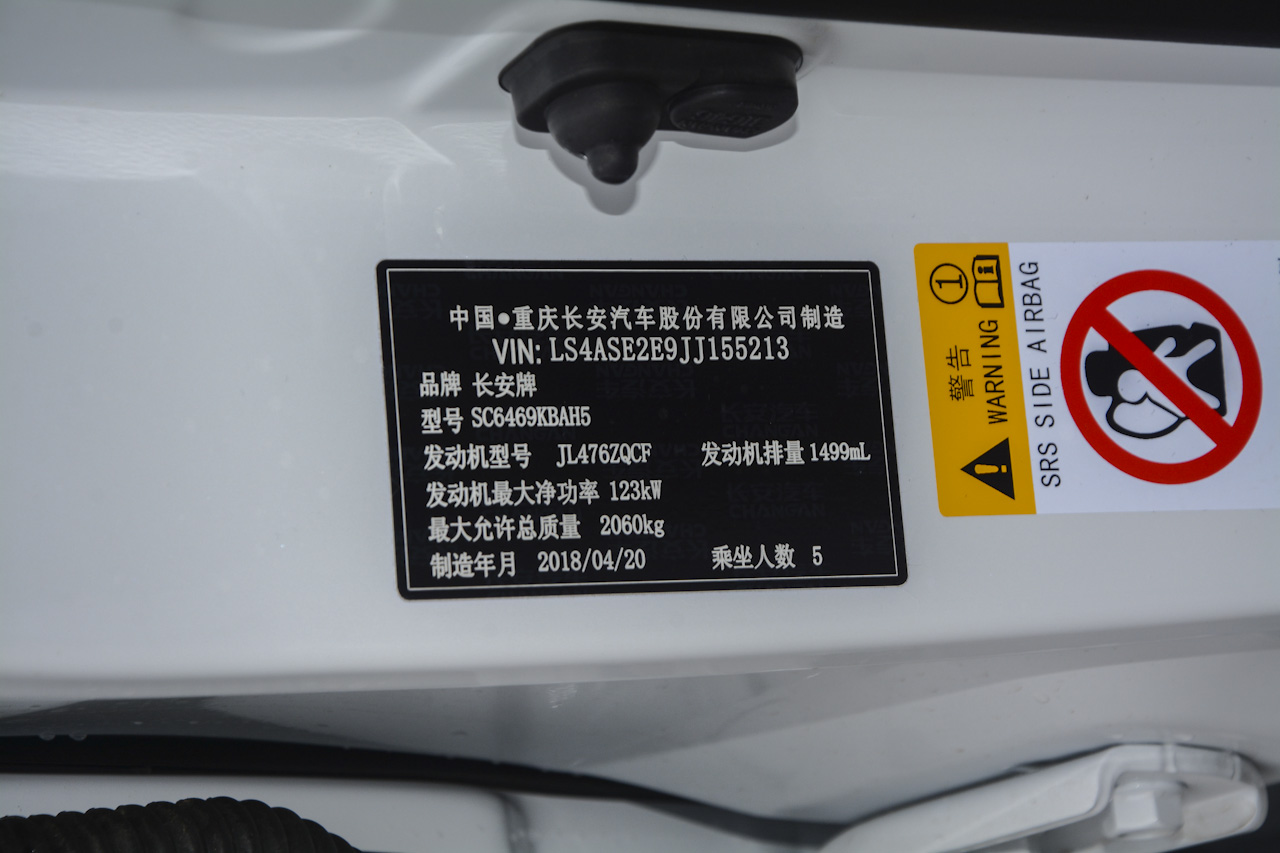 中国●重庆长安汽车股份有限公司制造
VIN: LS4ASE2E9JJ155213
品牌 长安牌
型号 SC6469KBAH5
发动机型号 JL476ZQCF 发动机排量 1499mL
发动机最大净功率 123kW
最大允许总质量 2060kg
制造年月 2018/04/20 乘坐人数 5
警告
WARNING
SRS SIDE AIRBAG